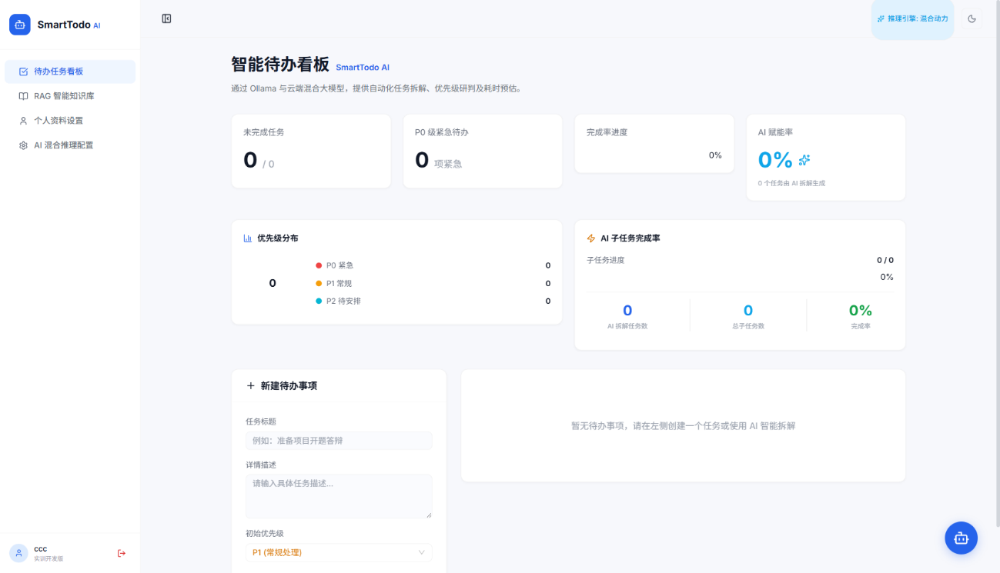 SmartTodo AI
推理引擎: 混合动力
待办任务看板
RAG 智能知识库
个人资料设置
AI 混合推理配置
智能待办看板 SmartTodo AI
通过 Ollama 与云端混合大模型，提供自动化任务拆解、优先级研判及耗时预估。
未完成任务
0 / 0
P0 级紧急待办
0 项紧急
完成率进度
0%
AI 赋能率
0%
0 个任务由 AI 拆解生成
优先级分布
0
P0 紧急 0
P1 常规 0
P2 待安排 0
AI 子任务完成率
子任务进度 0 / 0
0%
0
AI 拆解任务数
0
总子任务数
0%
完成率
新建待办事项
任务标题
例如：准备项目开题答辩
详情描述
请输入具体任务描述...
初始优先级
P1 (常规处理)
暂无待办事项，请在左侧创建一个任务或使用 AI 智能拆解
ccc
实训开发版